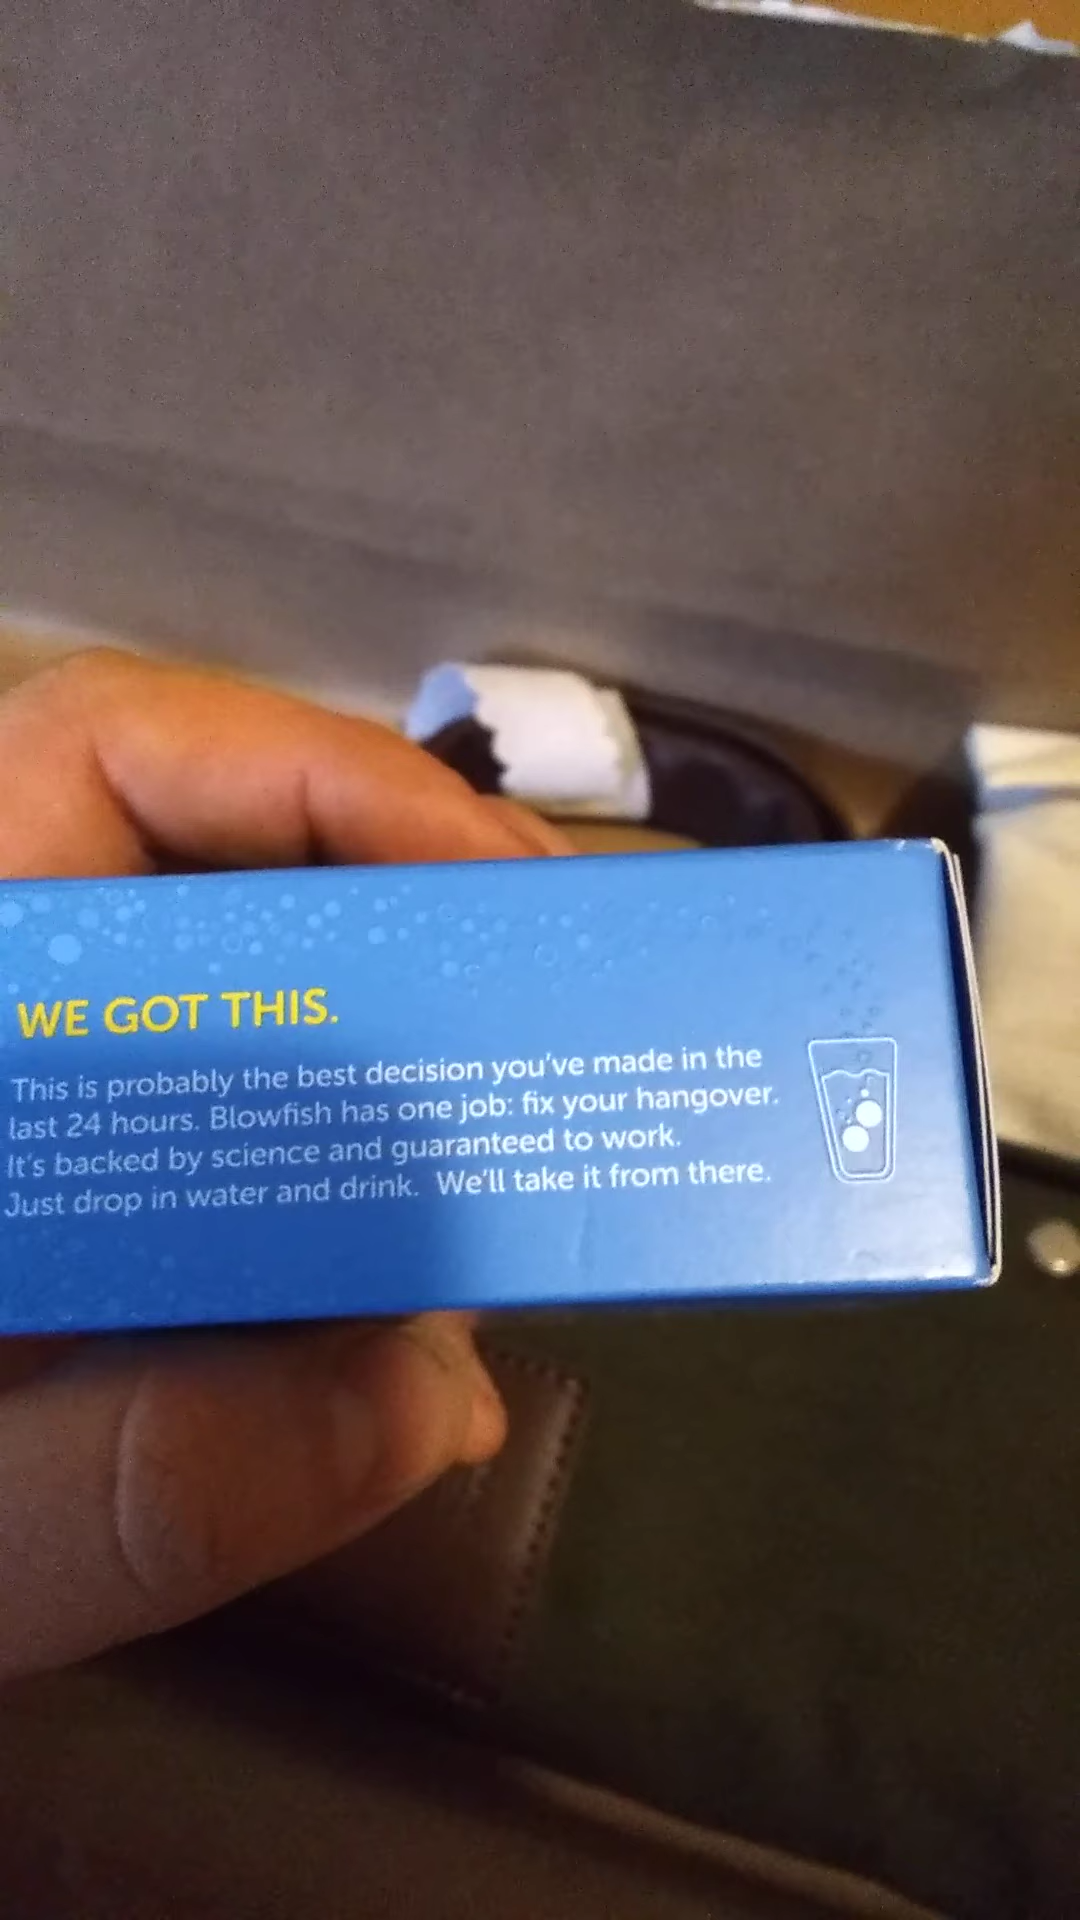 WE GOT THIS.
This is probably the best decision you've made in the
last 24 hours. Blowfish has one job: fix your hangover.
It's backed by science and guaranteed to work.
Just drop in water and drink. We'll take it from there.